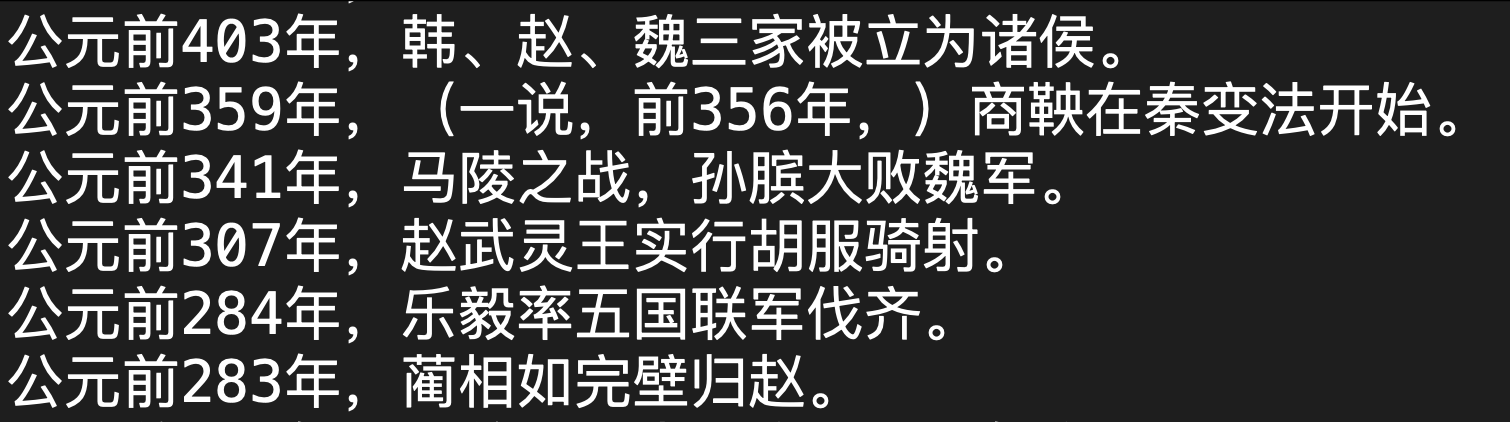 公元前403年，韩、赵、魏三家被立为诸侯。
公元前359年，（一说，前356年，）商鞅在秦变法开始。
公元前341年，马陵之战，孙膑大败魏军。
公元前307年，赵武灵王实行胡服骑射。
公元前284年，乐毅率五国联军伐齐。
公元前283年，蔺相如完璧归赵。